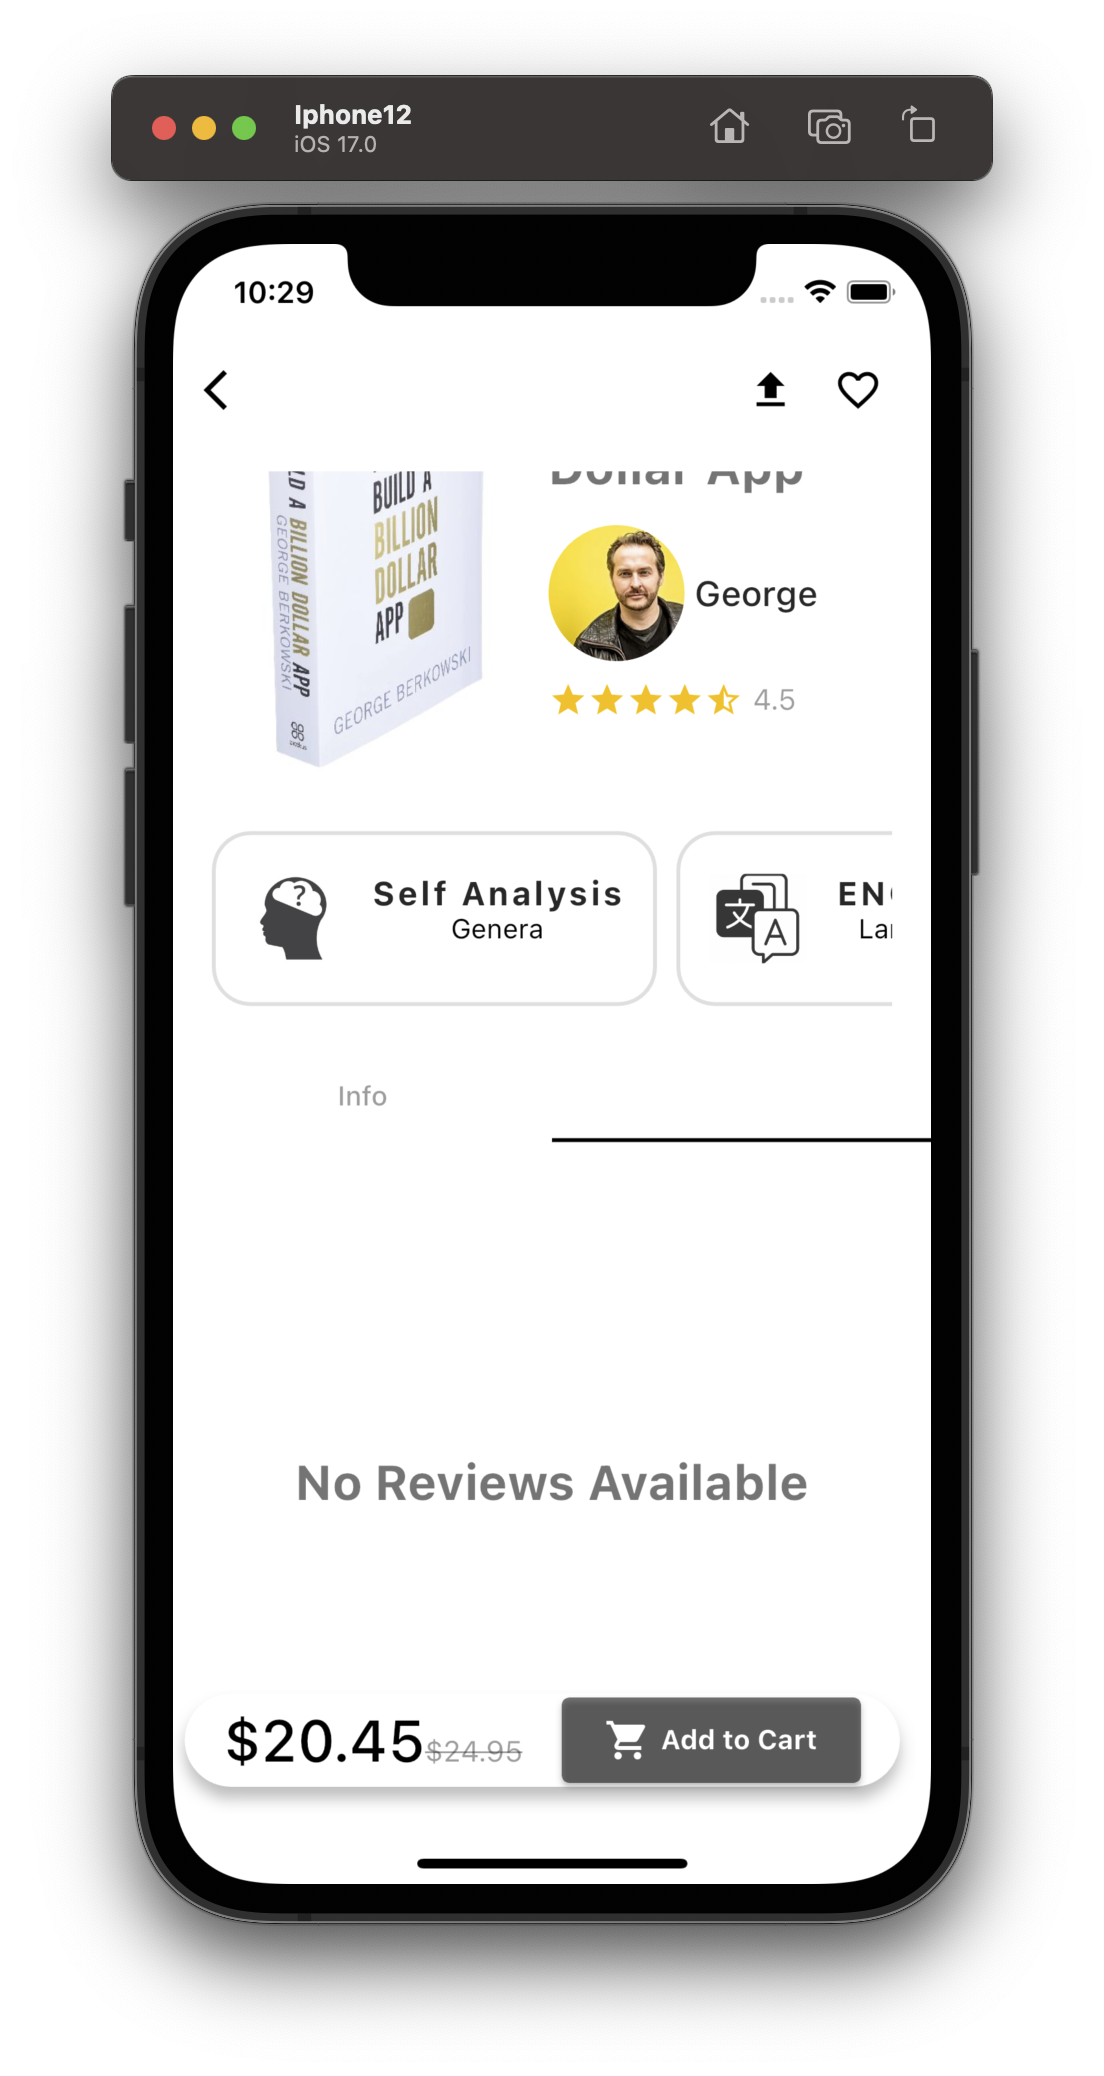 Iphone12
iOS 17.0
10:29
Dollar App
BUILD A
BILLION
DOLLAR
APP
GEORGE BERKOWSKI
LD A BILLION DOLLAR APP
GEORGE BERKOWSKI
George
4.5
?
Self Analysis
Genera
文
A
EN
La
Info
No Reviews Available
$20.45
$24.95
Add to Cart